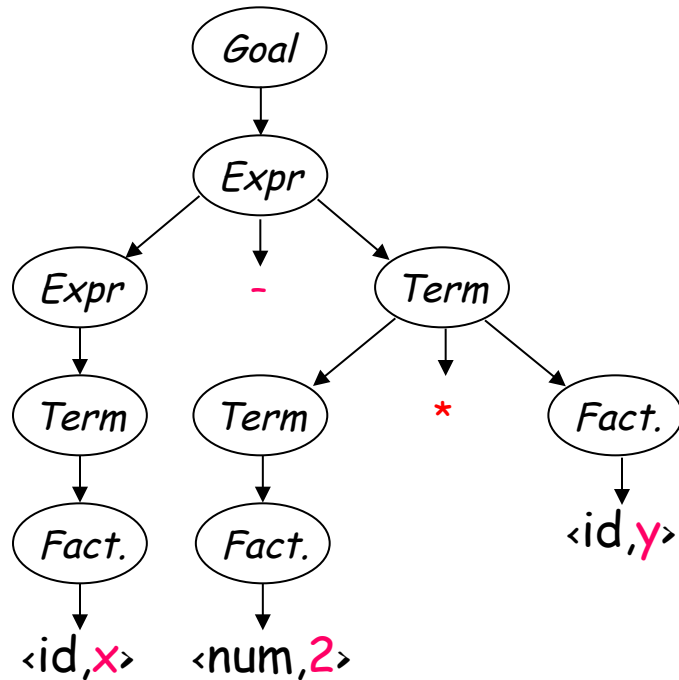 Goal
Expr
Expr - Term
Term Term * Fact.
Fact. Fact. <id,y>
<id,x> <num,2>